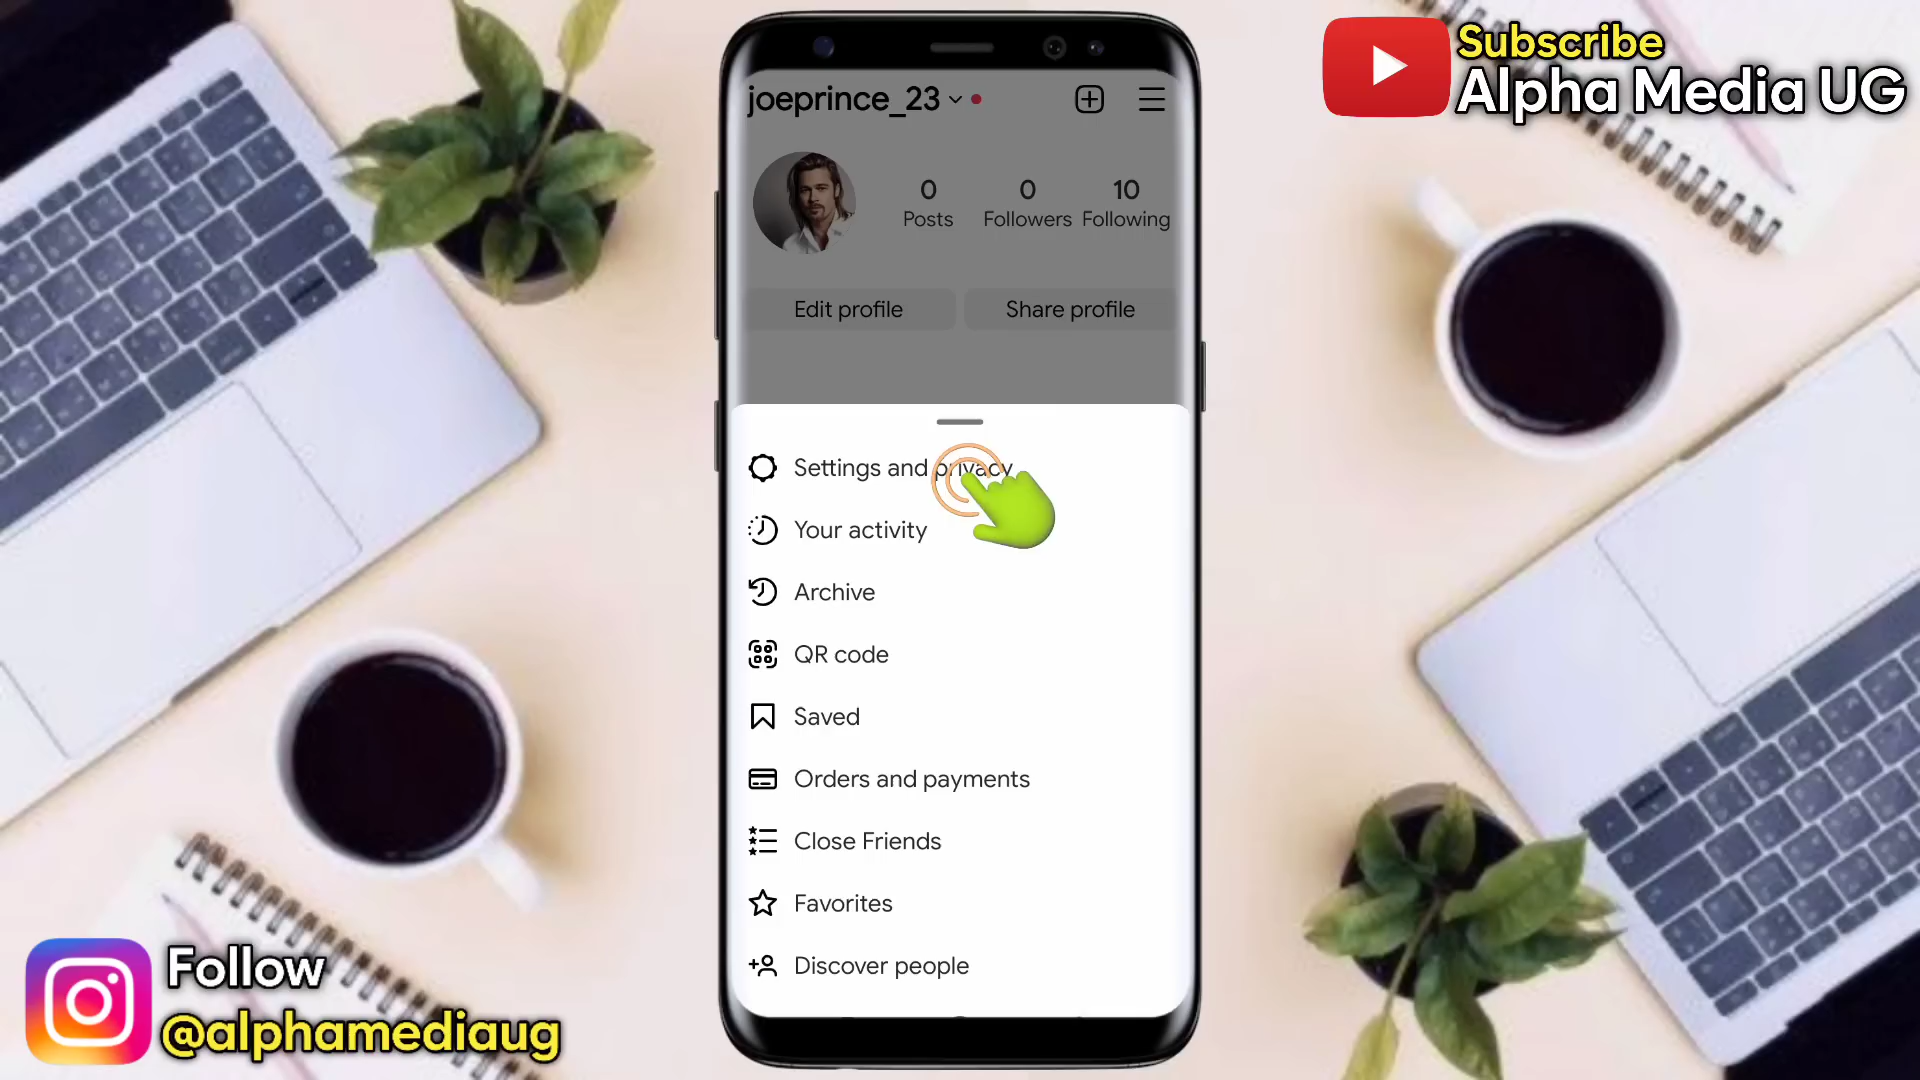 Subscribe
Alpha Media UG
joeprince_23
0
Posts
0
Followers
10
Following
Edit profile
Share profile
Settings and privacy
Your activity
Archive
QR code
Saved
Orders and payments
Close Friends
Favorites
Discover people
Follow
@alphamediaug